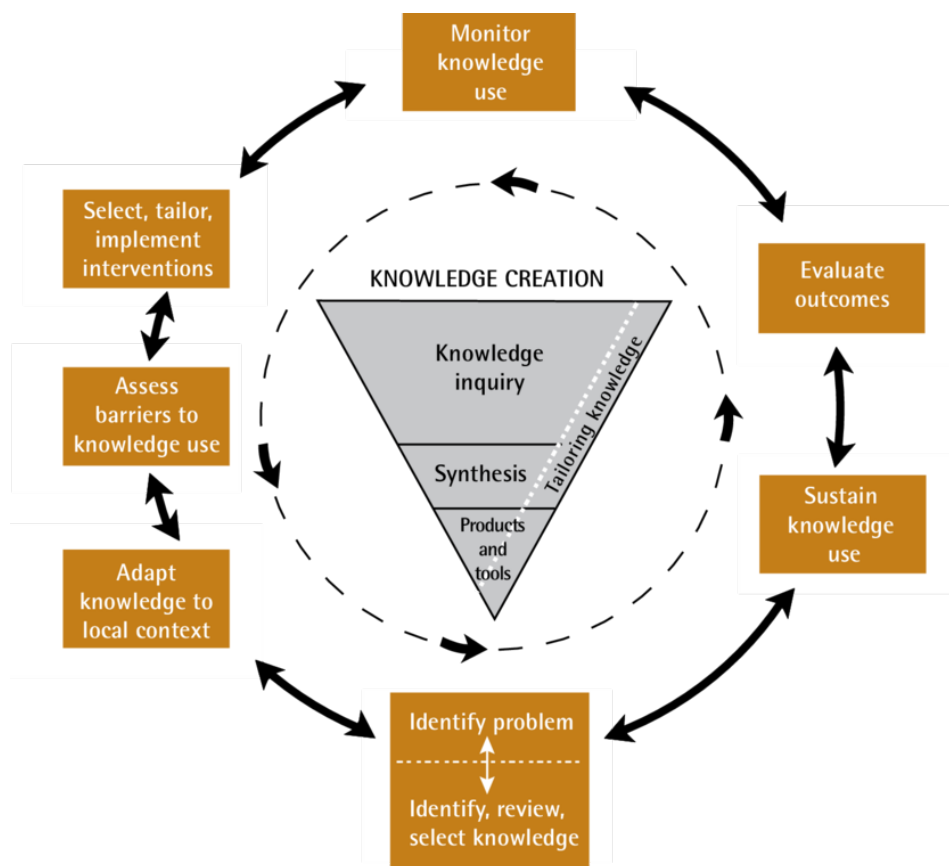 Monitor
knowledge
use
Select, tailor,
implement
interventions
Evaluate
outcomes
KNOWLEDGE CREATION
Knowledge
inquiry
Tailoring knowledge
Assess
barriers to
knowledge use
Synthesis
Sustain
knowledge
use
Products
and
tools
Adapt
knowledge to
local context
Identify problem
Identify, review,
select knowledge